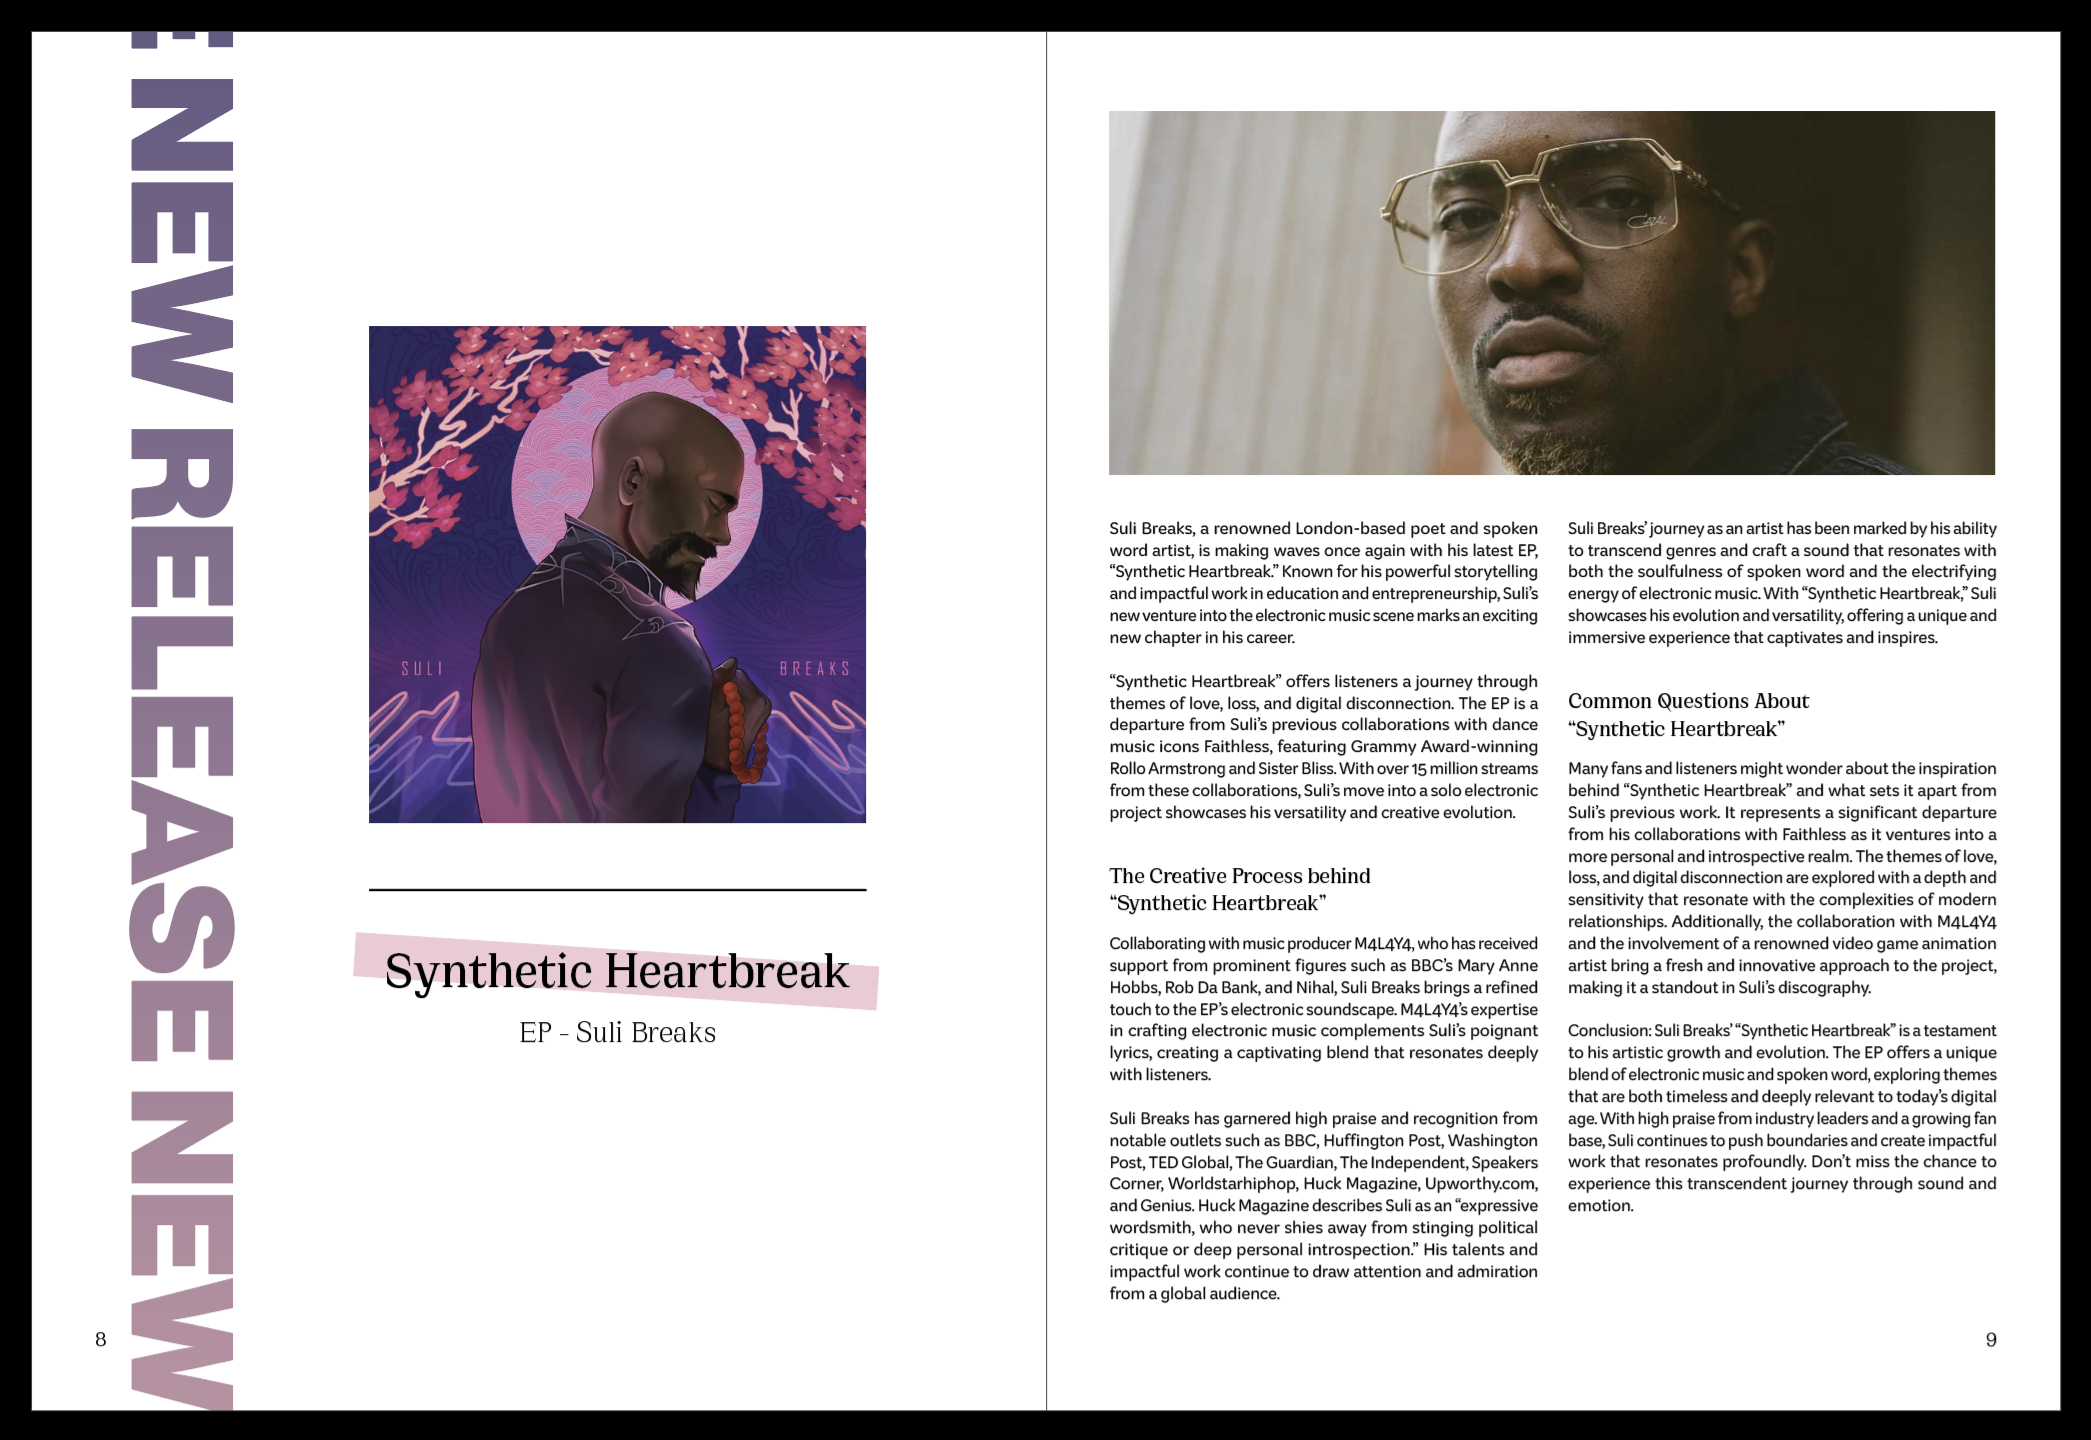 E NEW RELEASE NEW
SULI
BREAKS
Synthetic Heartbreak
EP - Suli Breaks
8
CAZAL
Suli Breaks, a renowned London-based poet and spoken
word artist, is making waves once again with his latest EP,
“Synthetic Heartbreak.” Known for his powerful storytelling
and impactful work in education and entrepreneurship, Suli’s
new venture into the electronic music scene marks an exciting
new chapter in his career.
“Synthetic Heartbreak” offers listeners a journey through
themes of love, loss, and digital disconnection. The EP is a
departure from Suli’s previous collaborations with dance
music icons Faithless, featuring Grammy Award-winning
Rollo Armstrong and Sister Bliss. With over 15 million streams
from these collaborations, Suli’s move into a solo electronic
project showcases his versatility and creative evolution.
The Creative Process behind
“Synthetic Heartbreak”
Collaborating with music producer M4L4Y4, who has received
support from prominent figures such as BBC’s Mary Anne
Hobbs, Rob Da Bank, and Nihal, Suli Breaks brings a refined
touch to the EP’s electronic soundscape. M4L4Y4’s expertise
in crafting electronic music complements Suli’s poignant
lyrics, creating a captivating blend that resonates deeply
with listeners.
Suli Breaks has garnered high praise and recognition from
notable outlets such as BBC, Huffington Post, Washington
Post, TED Global, The Guardian, The Independent, Speakers
Corner, Worldstarhiphop, Huck Magazine, Upworthy.com,
and Genius. Huck Magazine describes Suli as an “expressive
wordsmith, who never shies away from stinging political
critique or deep personal introspection.” His talents and
impactful work continue to draw attention and admiration
from a global audience.
Suli Breaks’ journey as an artist has been marked by his ability
to transcend genres and craft a sound that resonates with
both the soulfulness of spoken word and the electrifying
energy of electronic music. With “Synthetic Heartbreak,” Suli
showcases his evolution and versatility, offering a unique and
immersive experience that captivates and inspires.
Common Questions About
“Synthetic Heartbreak”
Many fans and listeners might wonder about the inspiration
behind “Synthetic Heartbreak” and what sets it apart from
Suli’s previous work. It represents a significant departure
from his collaborations with Faithless as it ventures into a
more personal and introspective realm. The themes of love,
loss, and digital disconnection are explored with a depth and
sensitivity that resonate with the complexities of modern
relationships. Additionally, the collaboration with M4L4Y4
and the involvement of a renowned video game animation
artist bring a fresh and innovative approach to the project,
making it a standout in Suli’s discography.
Conclusion: Suli Breaks’ “Synthetic Heartbreak” is a testament
to his artistic growth and evolution. The EP offers a unique
blend of electronic music and spoken word, exploring themes
that are both timeless and deeply relevant to today’s digital
age. With high praise from industry leaders and a growing fan
base, Suli continues to push boundaries and create impactful
work that resonates profoundly. Don’t miss the chance to
experience this transcendent journey through sound and
emotion.
9